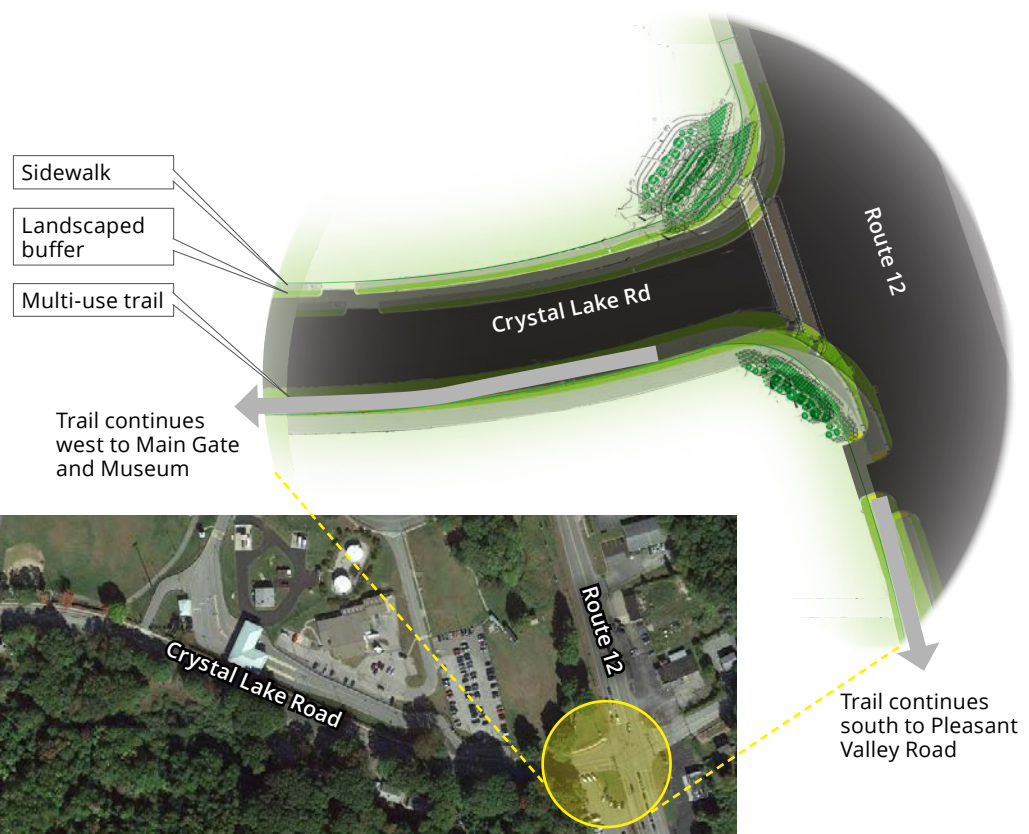 Sidewalk
Landscaped
buffer
Multi-use trail
Route 12
Crystal Lake Rd
Trail continues
west to Main Gate
and Museum
Crystal Lake Road
Route 12
Trail continues
south to Pleasant
Valley Road